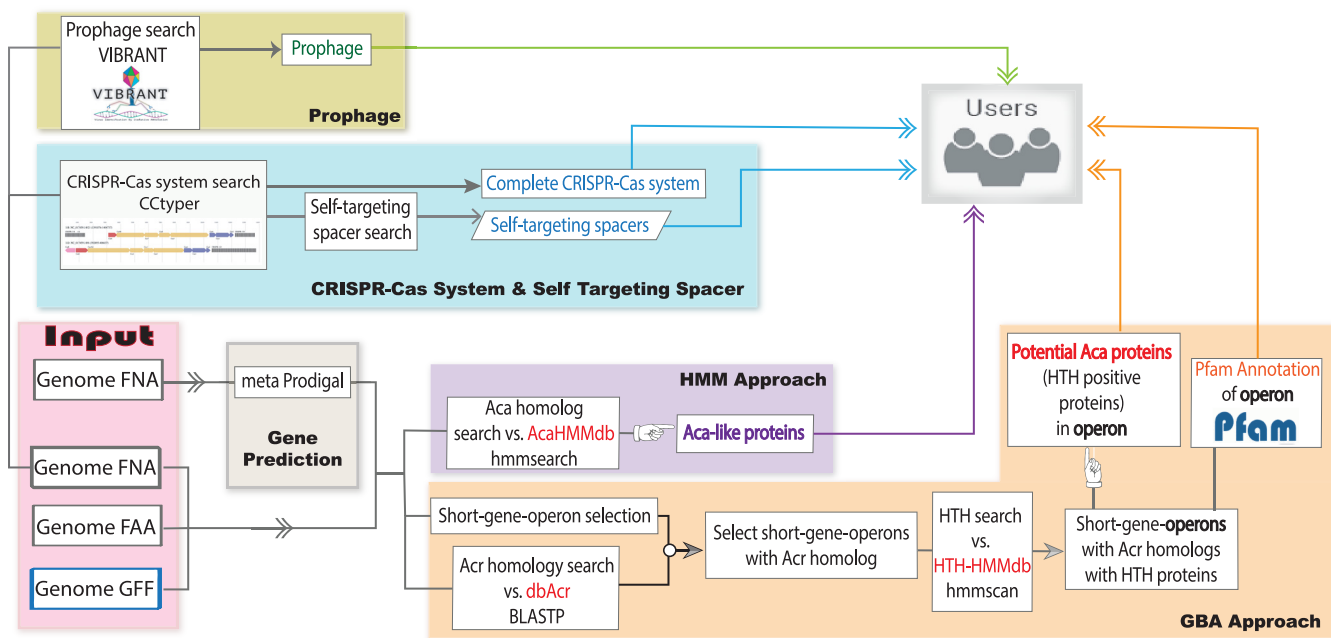 Prophage search
VIBRANT
VIBRANT
Prophage
Prophage
Users
CRISPR-Cas system search
CCtyper
Self-targeting
spacer search
Complete CRISPR-Cas system
Self-targeting spacers
CRISPR-Cas System & Self Targeting Spacer
Input
Genome FNA
Genome FNA
Genome FAA
Genome GFF
meta Prodigal
Gene
Prediction
HMM Approach
Aca homolog
search vs. AcaHMMdb
hmmsearch
Aca-like proteins
Short-gene-operon selection
Acr homology search
vs. dbAcr
BLASTP
Select short-gene-operons
with Acr homolog
HTH search
vs.
HTH-HMMdb
hmmscan
Short-gene-operons
with Acr homologs
with HTH proteins
Potential Aca proteins
(HTH positive
proteins)
in operon
Pfam Annotation
of operon
Pfam
GBA Approach